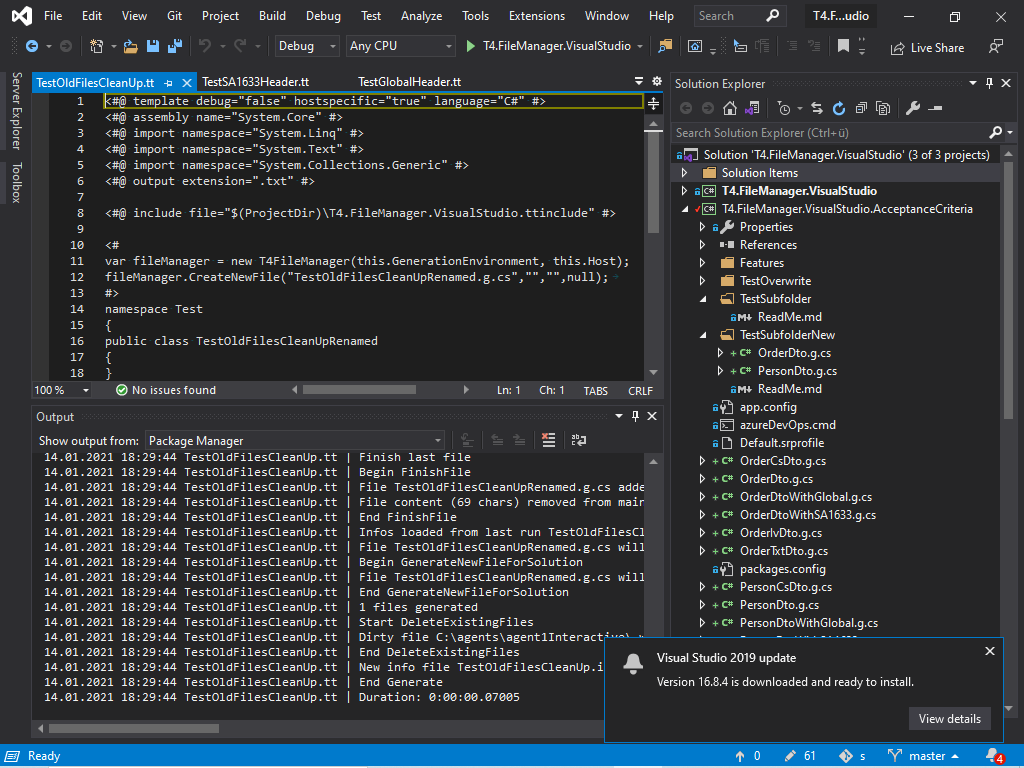 File Edit View Git Project Build Debug Test Analyze Tools Extensions Window Help Search T4.F...udio
Debug Any CPU T4.FileManager.VisualStudio Live Share
Server Explorer
Toolbox
TestOldFilesCleanUp.tt TestSA1633Header.tt TestGlobalHeader.tt
1 <#@ template debug="false" hostspecific="true" language="C#" #>
2 <#@ assembly name="System.Core" #>
3 <#@ import namespace="System.Linq" #>
4 <#@ import namespace="System.Text" #>
5 <#@ import namespace="System.Collections.Generic" #>
6 <#@ output extension=".txt" #>
7
8 <#@ include file="$(ProjectDir)\T4.FileManager.VisualStudio.ttinclude" #>
9
10 <#
11 var fileManager = new T4FileManager(this.GenerationEnvironment, this.Host);
12 fileManager.CreateNewFile("TestOldFilesCleanUpRenamed.g.cs","","",null);
13 #>
14 namespace Test
15 {
16 public class TestOldFilesCleanUpRenamed
17 {
18 }
100 % No issues found Ln: 1 Ch: 1 TABS CRLF
Output
Show output from: Package Manager
14.01.2021 18:29:44 TestOldFilesCleanUp.tt | Finish last file
14.01.2021 18:29:44 TestOldFilesCleanUp.tt | Begin FinishFile
14.01.2021 18:29:44 TestOldFilesCleanUp.tt | File TestOldFilesCleanUpRenamed.g.cs adde
14.01.2021 18:29:44 TestOldFilesCleanUp.tt | File content (69 chars) removed from main
14.01.2021 18:29:44 TestOldFilesCleanUp.tt | End FinishFile
14.01.2021 18:29:44 TestOldFilesCleanUp.tt | Infos loaded from last run TestOldFilesCl
14.01.2021 18:29:44 TestOldFilesCleanUp.tt | File TestOldFilesCleanUpRenamed.g.cs will
14.01.2021 18:29:44 TestOldFilesCleanUp.tt | Begin GenerateNewFileForSolution
14.01.2021 18:29:44 TestOldFilesCleanUp.tt | File TestOldFilesCleanUpRenamed.g.cs will
14.01.2021 18:29:44 TestOldFilesCleanUp.tt | End GenerateNewFileForSolution
14.01.2021 18:29:44 TestOldFilesCleanUp.tt | 1 files generated
14.01.2021 18:29:44 TestOldFilesCleanUp.tt | Start DeleteExistingFiles
14.01.2021 18:29:44 TestOldFilesCleanUp.tt | Dirty file C:\agents\agent1Interactive\
14.01.2021 18:29:44 TestOldFilesCleanUp.tt | End DeleteExistingFiles
14.01.2021 18:29:44 TestOldFilesCleanUp.tt | New info file TestOldFilesCleanUp.i
14.01.2021 18:29:44 TestOldFilesCleanUp.tt | End Generate
14.01.2021 18:29:44 TestOldFilesCleanUp.tt | Duration: 0:00:00.07005
Solution Explorer
Search Solution Explorer (Ctrl+ü)
Solution 'T4.FileManager.VisualStudio' (3 of 3 projects)
Solution Items
C# T4.FileManager.VisualStudio
C# T4.FileManager.VisualStudio.AcceptanceCriteria
Properties
References
Features
TestOverwrite
TestSubfolder
M+ ReadMe.md
TestSubfolderNew
+ C# OrderDto.g.cs
+ C# PersonDto.g.cs
M+ ReadMe.md
app.config
azureDevOps.cmd
Default.srprofile
+ C# OrderCsDto.g.cs
+ C# OrderDto.g.cs
+ C# OrderDtoWithGlobal.g.cs
+ C# OrderDtoWithSA1633.g.cs
+ C# OrderIvDto.g.cs
+ C# OrderTxtDto.g.cs
packages.config
+ C# PersonCsDto.g.cs
+ C# PersonDto.g.cs
+ C# PersonDtoWithGlobal.g.cs
Visual Studio 2019 update
Version 16.8.4 is downloaded and ready to install.
View details
Ready 0 61 s master 4